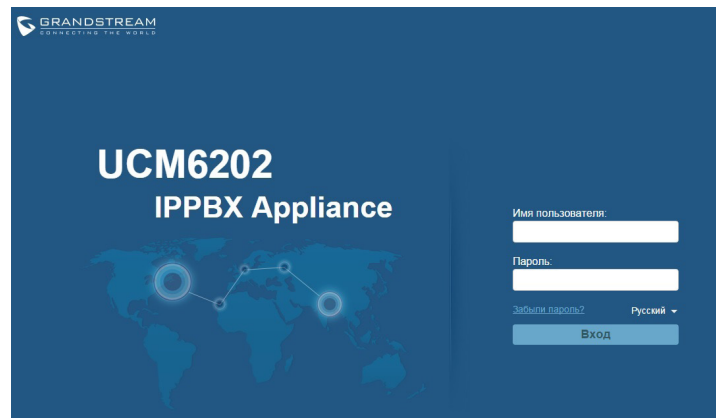 GRANDSTREAM
CONNECTING THE WORLD
UCM6202
IPPBX Appliance
Имя пользователя:
Пароль:
Забыли пароль? Русский
Вход